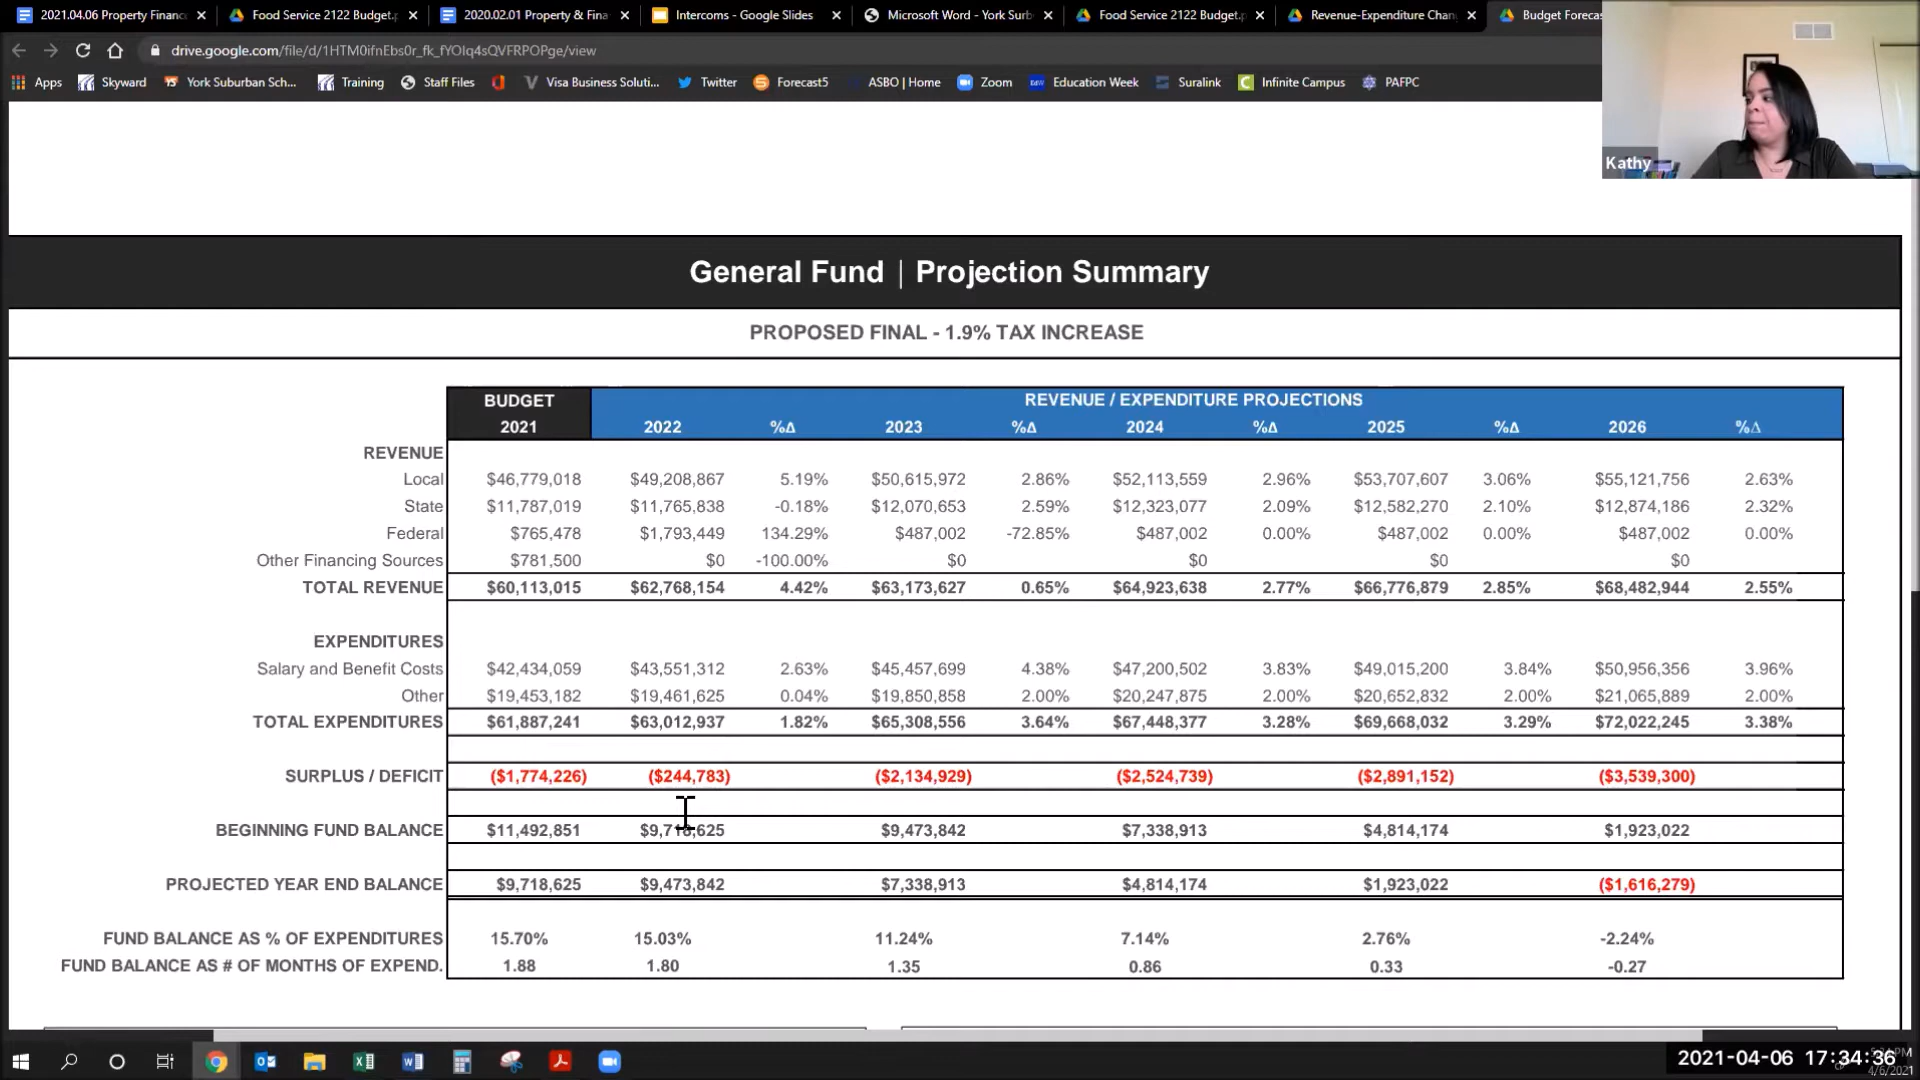 2021.04.06 Property Financ
Food Service 2122 Budget.p
2020.02.01 Property & Fina
Intercoms - Google Slides
Microsoft Word - York Surb
Food Service 2122 Budget.p
Revenue-Expenditure Chan
Budget Forecas
drive.google.com/file/d/1HTM0ifnEbs0r_fk_fYOIq4sQVFRPOPge/view
Apps Skyward York Suburban Sch... Training Staff Files Visa Business Soluti... Twitter Forecast5 ASBO | Home Zoom Education Week Suralink Infinite Campus PAFPC
Kathy
General Fund | Projection Summary
PROPOSED FINAL - 1.9% TAX INCREASE
BUDGET REVENUE / EXPENDITURE PROJECTIONS
2021 2022 %Δ 2023 %Δ 2024 %Δ 2025 %Δ 2026 %Δ
REVENUE
Local $46,779,018 $49,208,867 5.19% $50,615,972 2.86% $52,113,559 2.96% $53,707,607 3.06% $55,121,756 2.63%
State $11,787,019 $11,765,838 -0.18% $12,070,653 2.59% $12,323,077 2.09% $12,582,270 2.10% $12,874,186 2.32%
Federal $765,478 $1,793,449 134.29% $487,002 -72.85% $487,002 0.00% $487,002 0.00% $487,002 0.00%
Other Financing Sources $781,500 $0 -100.00% $0 $0 $0 $0
TOTAL REVENUE $60,113,015 $62,768,154 4.42% $63,173,627 0.65% $64,923,638 2.77% $66,776,879 2.85% $68,482,944 2.55%
EXPENDITURES
Salary and Benefit Costs $42,434,059 $43,551,312 2.63% $45,457,699 4.38% $47,200,502 3.83% $49,015,200 3.84% $50,956,356 3.96%
Other $19,453,182 $19,461,625 0.04% $19,850,858 2.00% $20,247,875 2.00% $20,652,832 2.00% $21,065,889 2.00%
TOTAL EXPENDITURES $61,887,241 $63,012,937 1.82% $65,308,556 3.64% $67,448,377 3.28% $69,668,032 3.29% $72,022,245 3.38%
SURPLUS / DEFICIT ($1,774,226) ($244,783) ($2,134,929) ($2,524,739) ($2,891,152) ($3,539,300)
BEGINNING FUND BALANCE $11,492,851 $9,718,625 $9,473,842 $7,338,913 $4,814,174 $1,923,022
PROJECTED YEAR END BALANCE $9,718,625 $9,473,842 $7,338,913 $4,814,174 $1,923,022 ($1,616,279)
FUND BALANCE AS % OF EXPENDITURES 15.70% 15.03% 11.24% 7.14% 2.76% -2.24%
FUND BALANCE AS # OF MONTHS OF EXPEND. 1.88 1.80 1.35 0.86 0.33 -0.27
2021-04-06 17:34:36
4/6/2021